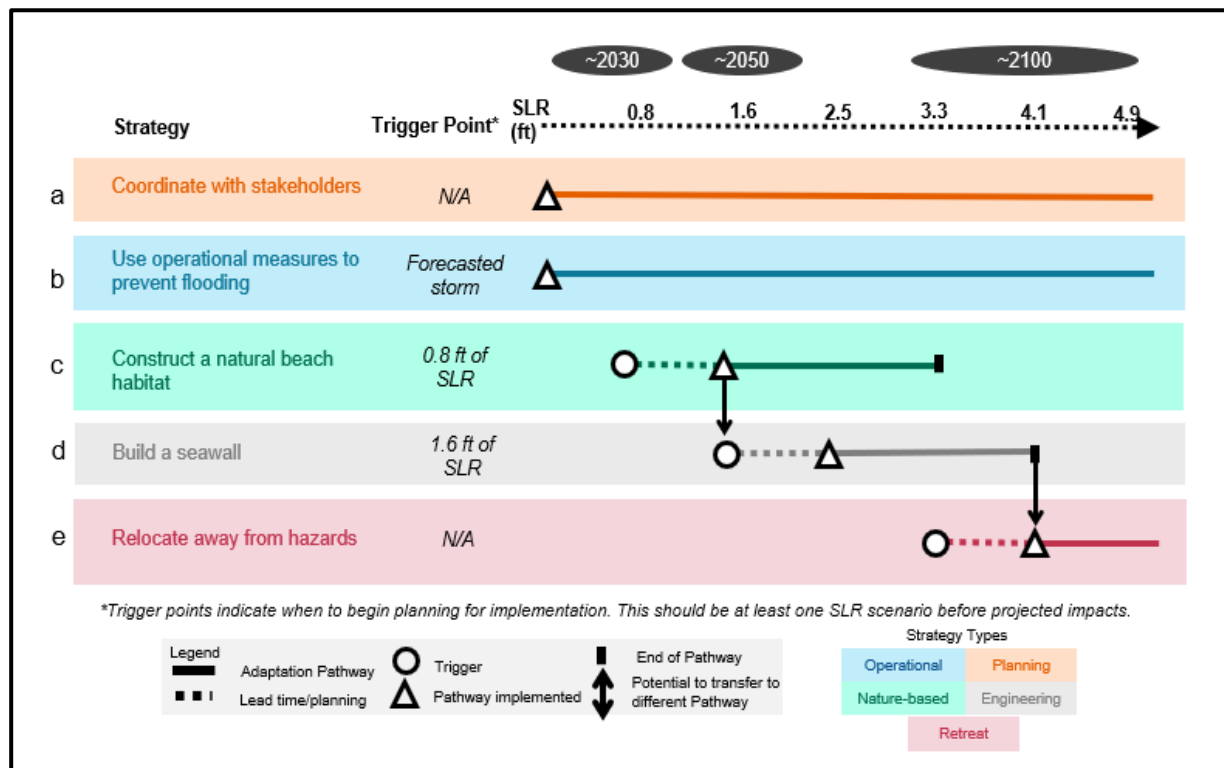 ~2030
~2050
~2100
SLR
(ft)
0.8
1.6
2.5
3.3
4.1
4.9
Strategy
Trigger Point*
a
Coordinate with stakeholders
N/A
b
Use operational measures to
prevent flooding
Forecasted
storm
c
Construct a natural beach
habitat
0.8 ft of
SLR
d
Build a seawall
1.6 ft of
SLR
e
Relocate away from hazards
N/A
*Trigger points indicate when to begin planning for implementation. This should be at least one SLR scenario before projected impacts.
Legend
Adaptation Pathway
Lead time/planning
Trigger
Pathway implemented
End of Pathway
Potential to transfer to
different Pathway
Strategy Types
Operational
Planning
Nature-based
Engineering
Retreat